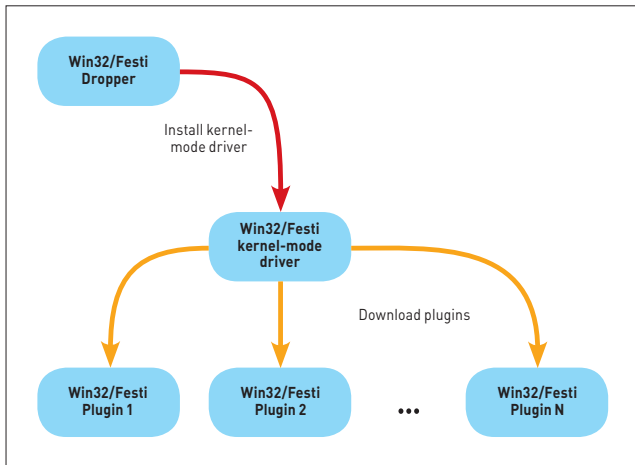 Win32/Festi
Dropper
Install kernel-
mode driver
Win32/Festi
kernel-mode
driver
Download plugins
Win32/Festi
Plugin 1
Win32/Festi
Plugin 2
...
Win32/Festi
Plugin N